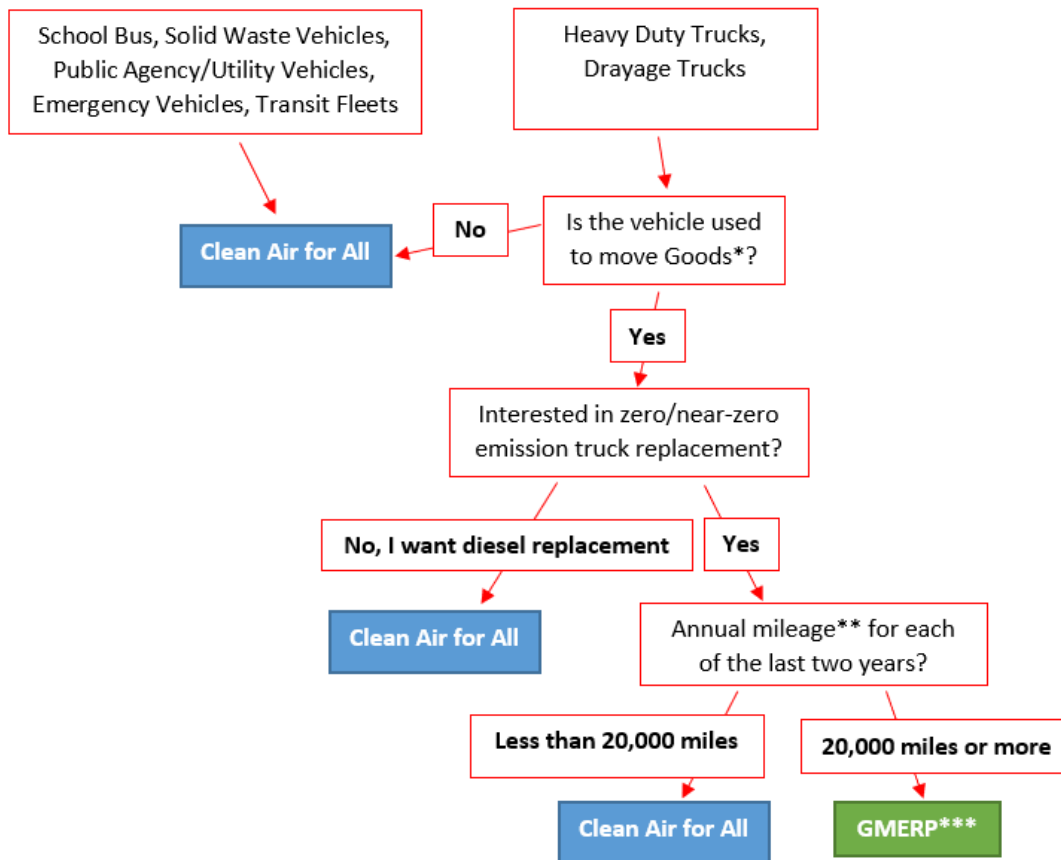 School Bus, Solid Waste Vehicles,
Public Agency/Utility Vehicles,
Emergency Vehicles, Transit Fleets
Heavy Duty Trucks,
Drayage Trucks
Is the vehicle used
to move Goods*?
No
Clean Air for All
Yes
Interested in zero/near-zero
emission truck replacement?
No, I want diesel replacement
Yes
Clean Air for All
Annual mileage** for each
of the last two years?
Less than 20,000 miles
20,000 miles or more
Clean Air for All
GMERP***